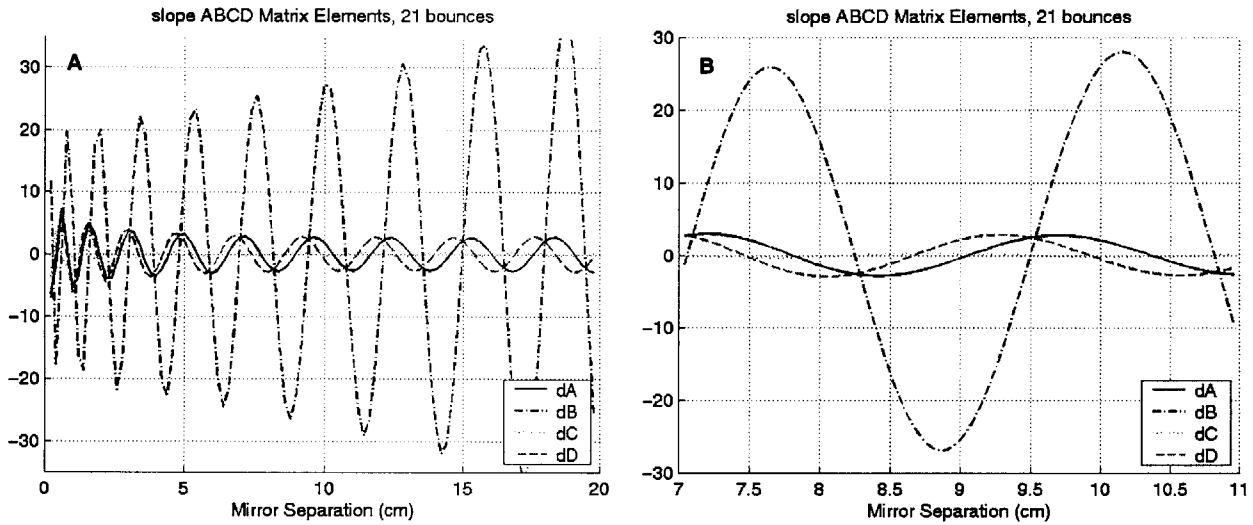 slope ABCD Matrix Elements, 21 bounces
A
30
20
10
0
-10
-20
-30
0
5
10
15
20
Mirror Separation (cm)
dA
dB
dC
dD
slope ABCD Matrix Elements, 21 bounces
B
30
20
10
0
-10
-20
-30
7
7.5
8
8.5
9
9.5
10
10.5
11
Mirror Separation (cm)
dA
dB
dC
dD